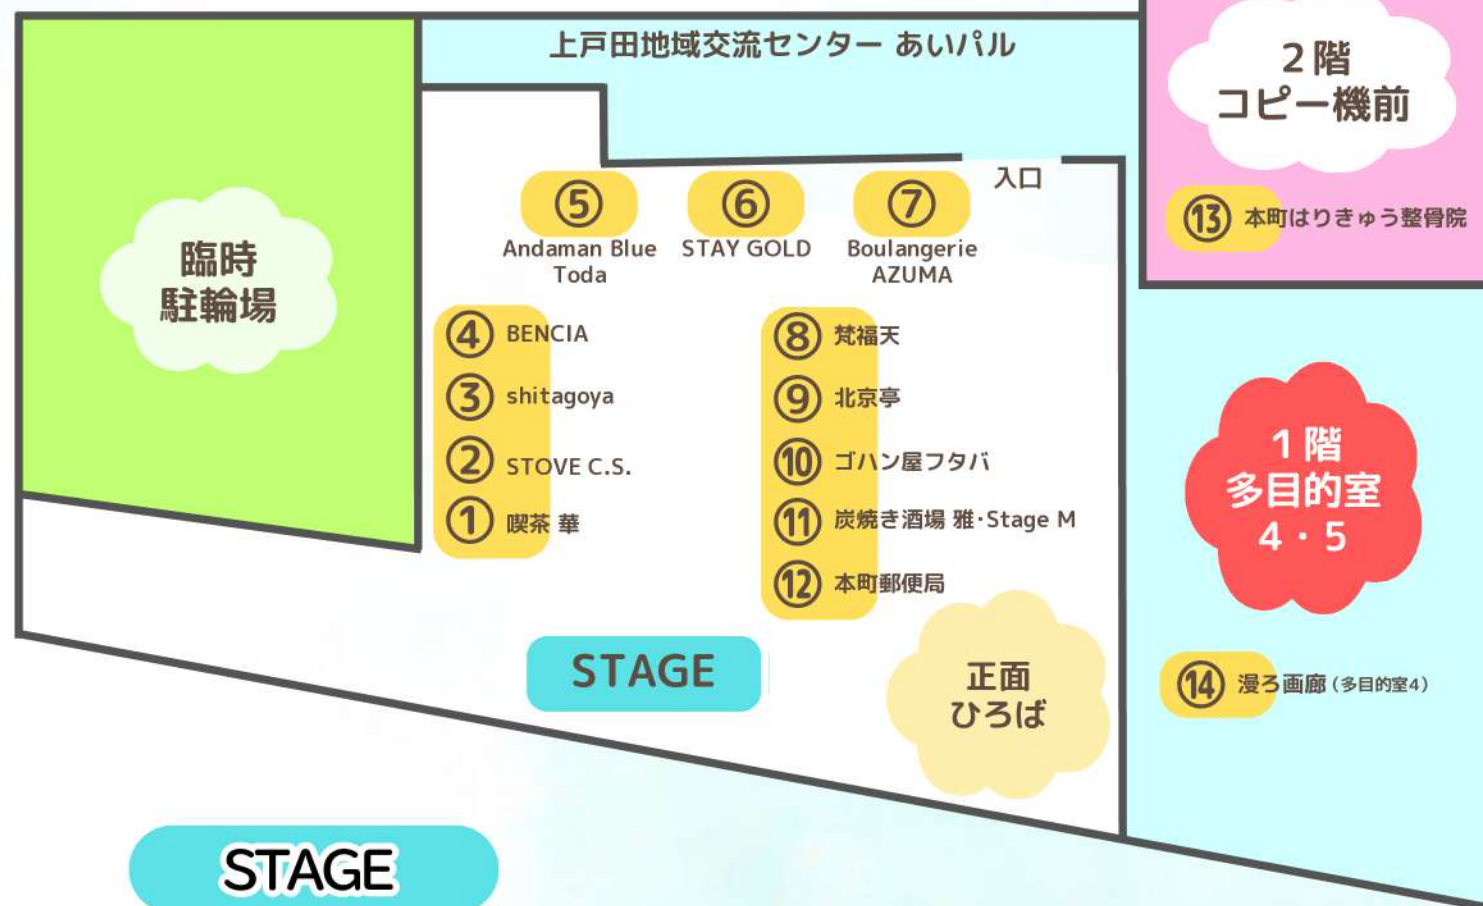 上戸田地域交流センター あいパル
2階
コピー機前
⑬ 本町はりきゅう整骨院
入口
⑤
Andaman Blue
Toda
⑥
STAY GOLD
⑦
Boulangerie
AZUMA
臨時
駐輪場
④ BENCIA
③ shitagoya
② STOVE C.S.
① 喫茶 華
⑧ 梵福天
⑨ 北京亭
⑩ ゴハン屋フタバ
⑪ 炭焼き酒場 雅・Stage M
⑫ 本町郵便局
1階
多目的室
4・5
STAGE
正面
ひろば
⑭ 漫ろ画廊(多目的室4)
STAGE